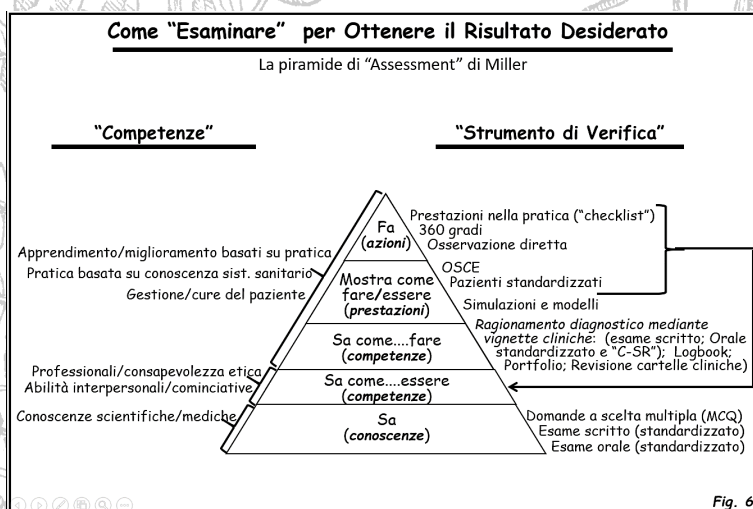 Come “Esaminare” per Ottenere il Risultato Desiderato
La piramide di “Assessment” di Miller
“Competenze”
“Strumento di Verifica”
Apprendimento/miglioramento basati su pratica
Pratica basata su conoscenza sist. sanitario
Gestione/cure del paziente
Professionali/consapevolezza etica
Abilità interpersonali/cominciative
Conoscenze scientifiche/mediche
Fa
(azioni)
Mostra come
fare/essere
(prestazioni)
Sa come....fare
(competenze)
Sa come....essere
(competenze)
Sa
(conoscenze)
Prestazioni nella pratica (“checklist”)
360 gradi
Osservazione diretta
OSCE
Pazienti standardizzati
Simulazioni e modelli
Ragionamento diagnostico mediante
vignette cliniche: (esame scritto; Orale
standardizzato e “C-SR”); Logbook;
Portfolio; Revisione cartelle cliniche)
Domande a scelta multipla (MCQ)
Esame scritto (standardizzato)
Esame orale (standardizzato)
Fig. 6